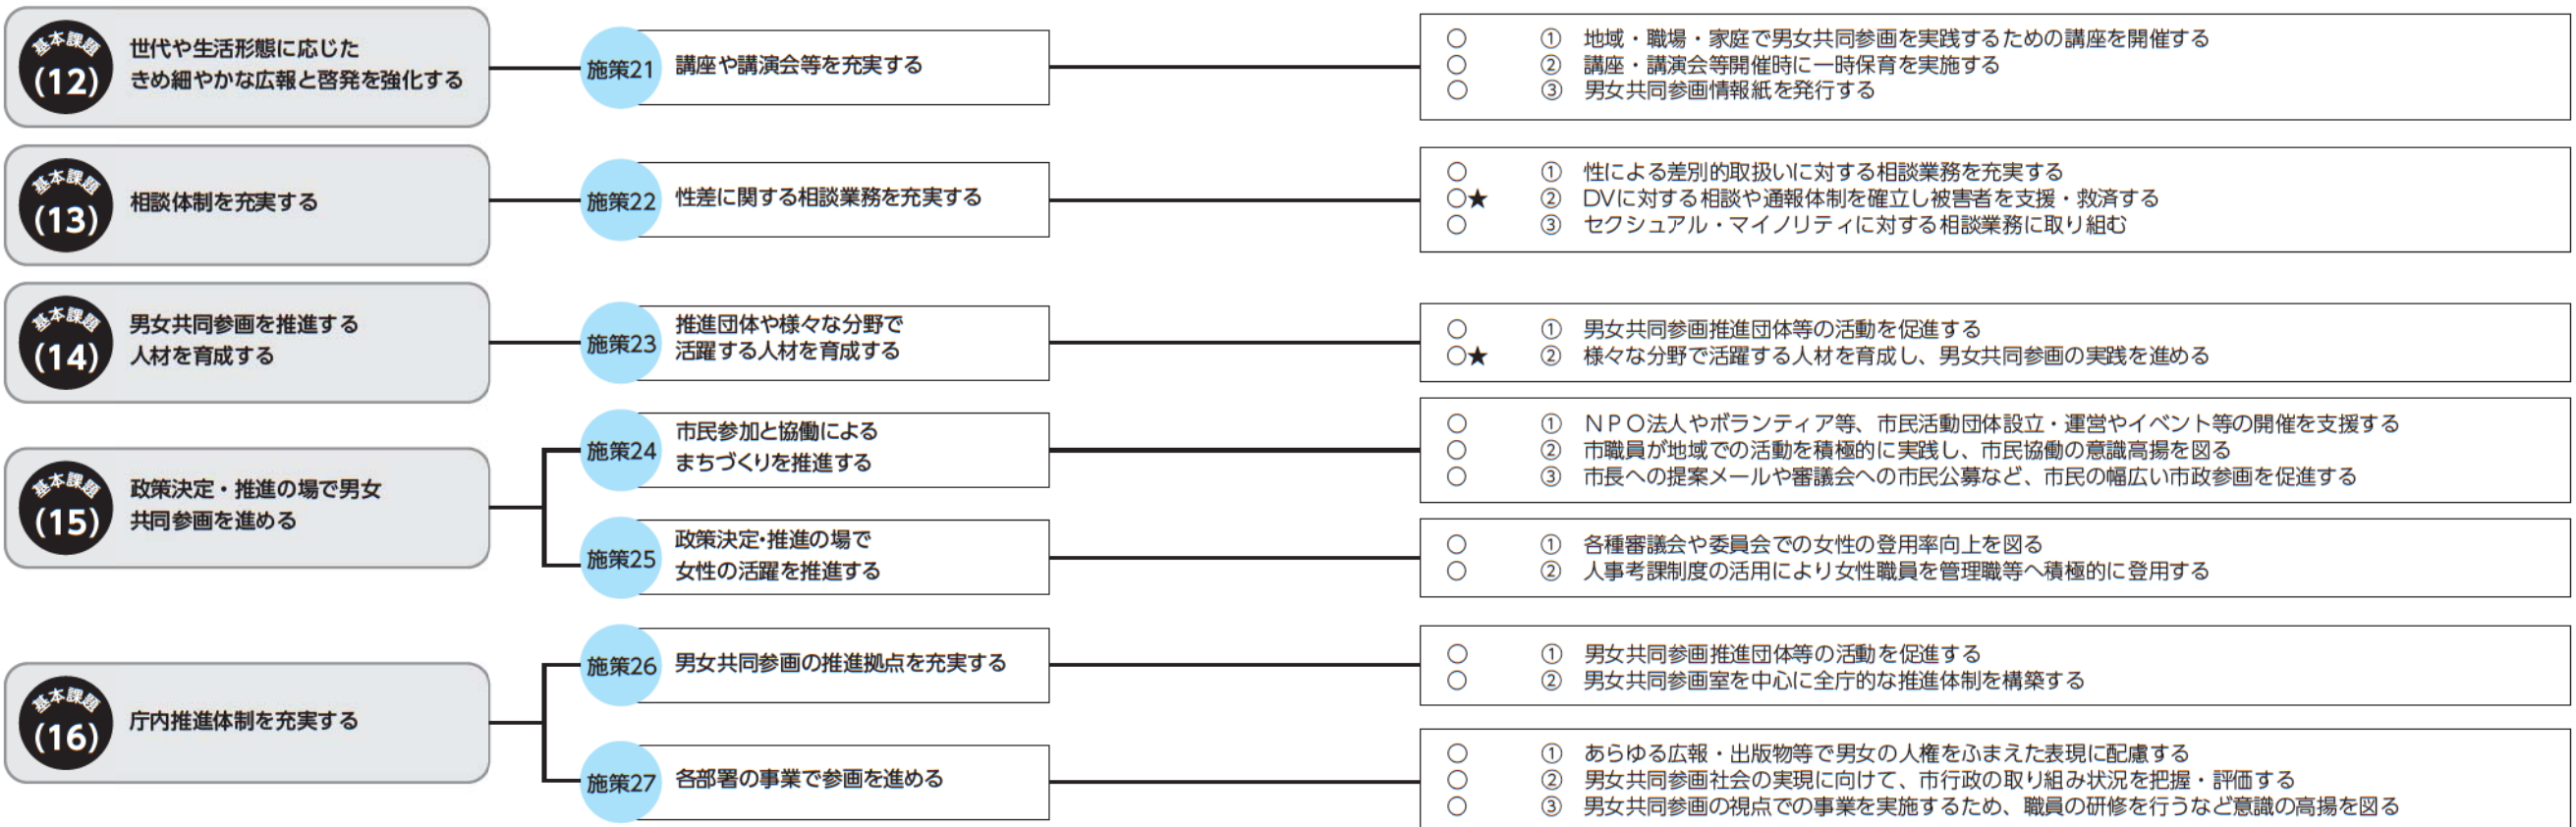 基本課題
(12)
世代や生活形態に応じた
きめ細やかな広報と啓発を強化する
施策21
講座や講演会等を充実する
○ ① 地域・職場・家庭で男女共同参画を実践するための講座を開催する
○ ② 講座・講演会等開催時に一時保育を実施する
○ ③ 男女共同参画情報紙を発行する
基本課題
(13)
相談体制を充実する
施策22
性差に関する相談業務を充実する
○ ① 性による差別的取扱いに対する相談業務を充実する
○★ ② DVに対する相談や通報体制を確立し被害者を支援・救済する
○ ③ セクシュアル・マイノリティに対する相談業務に取り組む
基本課題
(14)
男女共同参画を推進する
人材を育成する
施策23
推進団体や様々な分野で
活躍する人材を育成する
○ ① 男女共同参画推進団体等の活動を促進する
○★ ② 様々な分野で活躍する人材を育成し、男女共同参画の実践を進める
基本課題
(15)
政策決定・推進の場で男女
共同参画を進める
施策24
市民参加と協働による
まちづくりを推進する
○ ① ＮＰＯ法人やボランティア等、市民活動団体設立・運営やイベント等の開催を支援する
○ ② 市職員が地域での活動を積極的に実践し、市民協働の意識高揚を図る
○ ③ 市長への提案メールや審議会への市民公募など、市民の幅広い市政参画を促進する
施策25
政策決定・推進の場で
女性の活躍を推進する
○ ① 各種審議会や委員会での女性の登用率向上を図る
○ ② 人事考課制度の活用により女性職員を管理職等へ積極的に登用する
基本課題
(16)
庁内推進体制を充実する
施策26
男女共同参画の推進拠点を充実する
○ ① 男女共同参画推進団体等の活動を促進する
○ ② 男女共同参画室を中心に全庁的な推進体制を構築する
施策27
各部署の事業で参画を進める
○ ① あらゆる広報・出版物等で男女の人権をふまえた表現に配慮する
○ ② 男女共同参画社会の実現に向けて、市行政の取り組み状況を把握・評価する
○ ③ 男女共同参画の視点での事業を実施するため、職員の研修を行うなど意識の高揚を図る